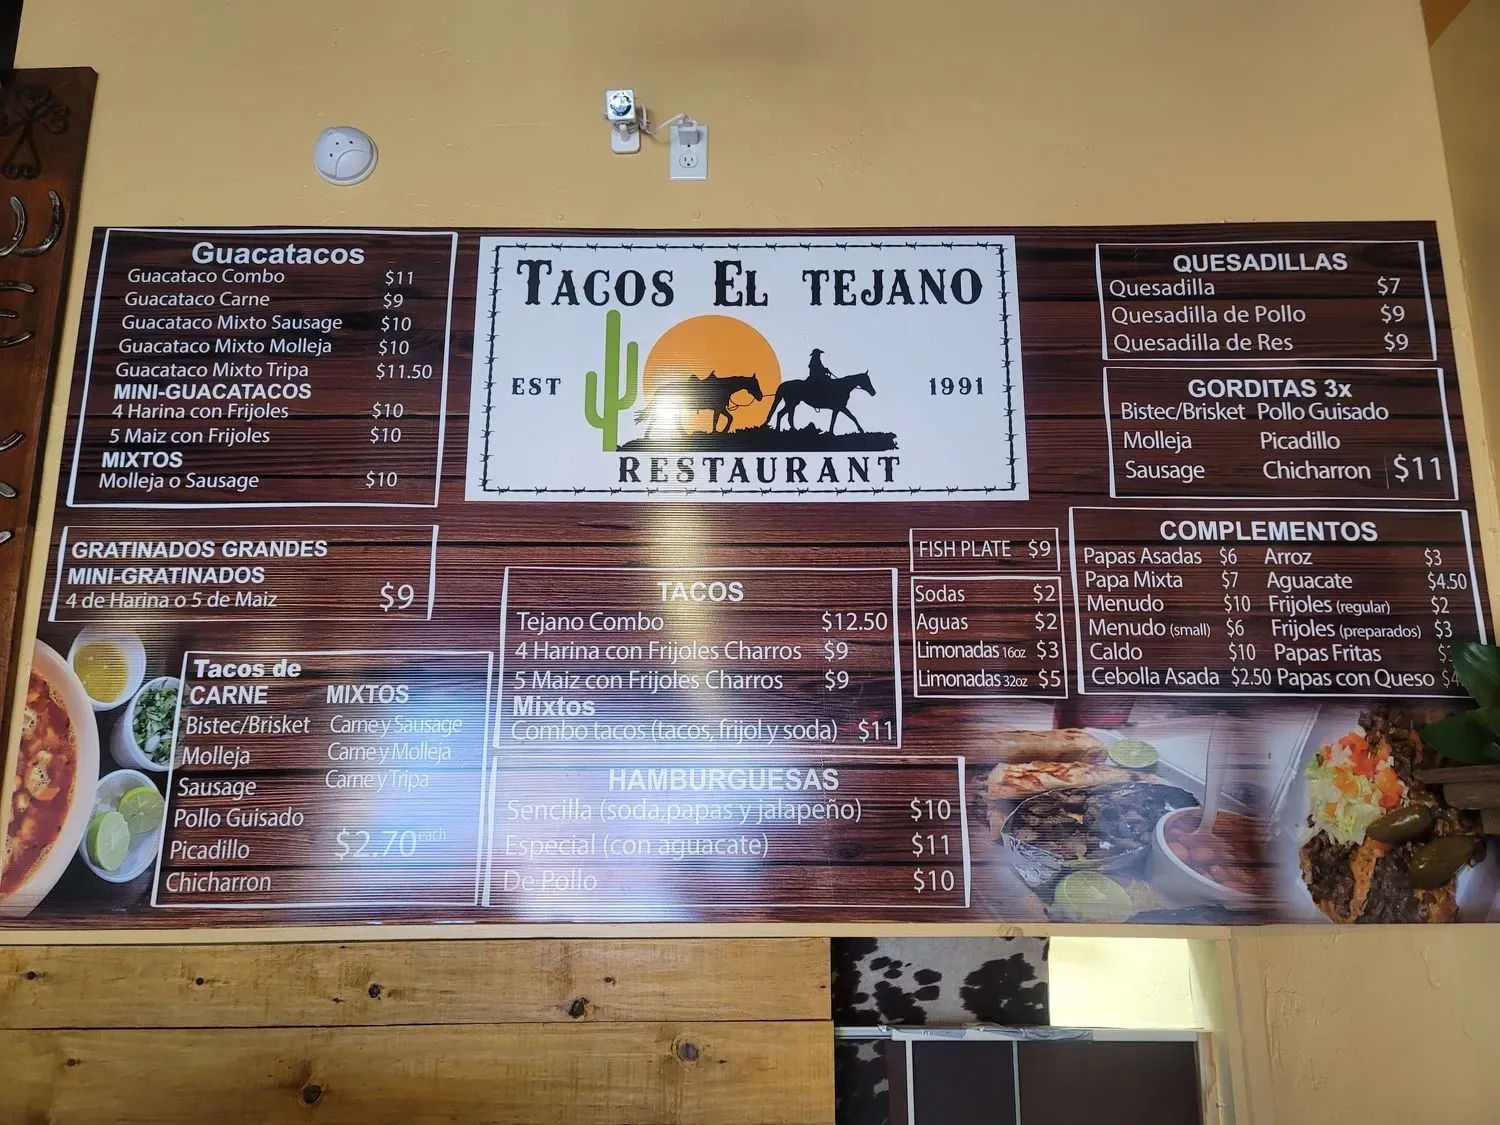 Guacatacos
Guacataco Combo $11
Guacataco Carne $9
Guacataco Mixto Sausage $10
Guacataco Mixto Molleja $10
Guacataco Mixto Tripa $11.50
MINI-GUACATACOS
4 Harina con Frijoles $10
5 Maiz con Frijoles $10
MIXTOS
Molleja o Sausage $10
GRATINADOS GRANDES
MINI-GRATINADOS
4 de Harina o 5 de Maiz $9
Tacos de
CARNE MIXTOS
Bistec/Brisket Carne y Sausage
Molleja Carne y Molleja
Sausage Carne y Tripa
Pollo Guisado
Picadillo $2.70 each
Chicharron
TACOS EL TEJANO
EST 1991
RESTAURANT
TACOS
Tejano Combo $12.50
4 Harina con Frijoles Charros $9
5 Maiz con Frijoles Charros $9
Mixtos
Combo tacos (tacos, frijol y soda) $11
HAMBURGUESAS
Sencilla (soda,papas y jalapeño) $10
Especial (con aguacate) $11
De Pollo $10
FISH PLATE $9
Sodas $2
Aguas $2
Limonadas 16oz $3
Limonadas 32oz $5
QUESADILLAS
Quesadilla $7
Quesadilla de Pollo $9
Quesadilla de Res $9
GORDITAS 3x
Bistec/Brisket Pollo Guisado
Molleja Picadillo
Sausage Chicharron $11
COMPLEMENTOS
Papas Asadas $6 Arroz $3
Papa Mixta $7 Aguacate $4.50
Menudo $10 Frijoles (regular) $2
Menudo (small) $6 Frijoles (preparados) $3
Caldo $10 Papas Fritas
Cebolla Asada $2.50 Papas con Queso